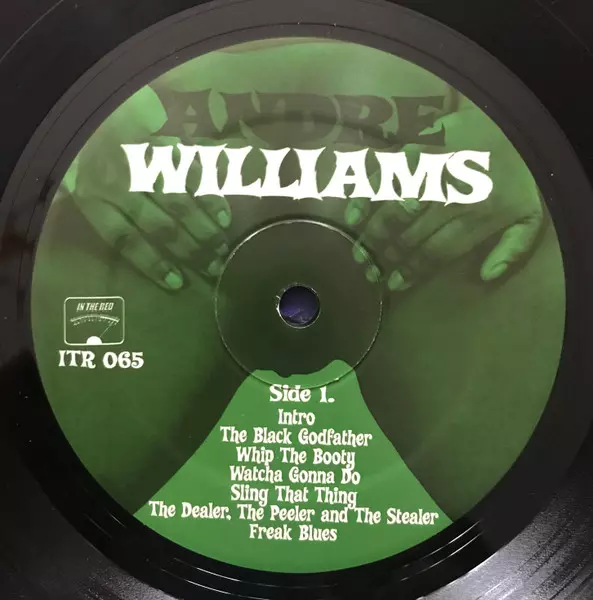 ANDRE
WILLIAMS
IN THE RED
ITR 065
Side 1.
Intro
The Black Godfather
Whip The Booty
Watcha Gonna Do
Sling That Thing
The Dealer, The Peeler and The Stealer
Freak Blues